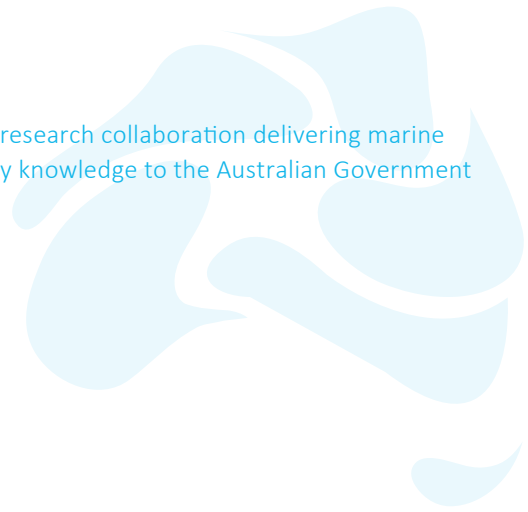 research collaboration delivering marine
y knowledge to the Australian Government